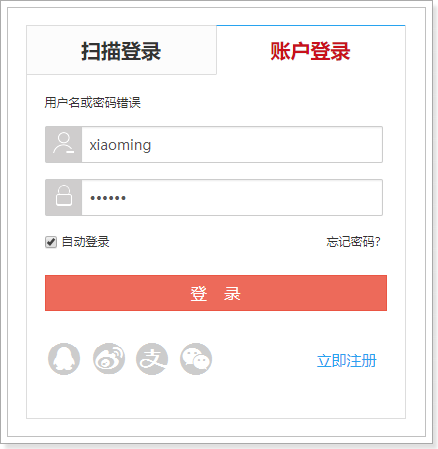 扫描登录 账户登录
用户名或密码错误
xiaoming
••••••
自动登录 忘记密码?
登 录
支
立即注册